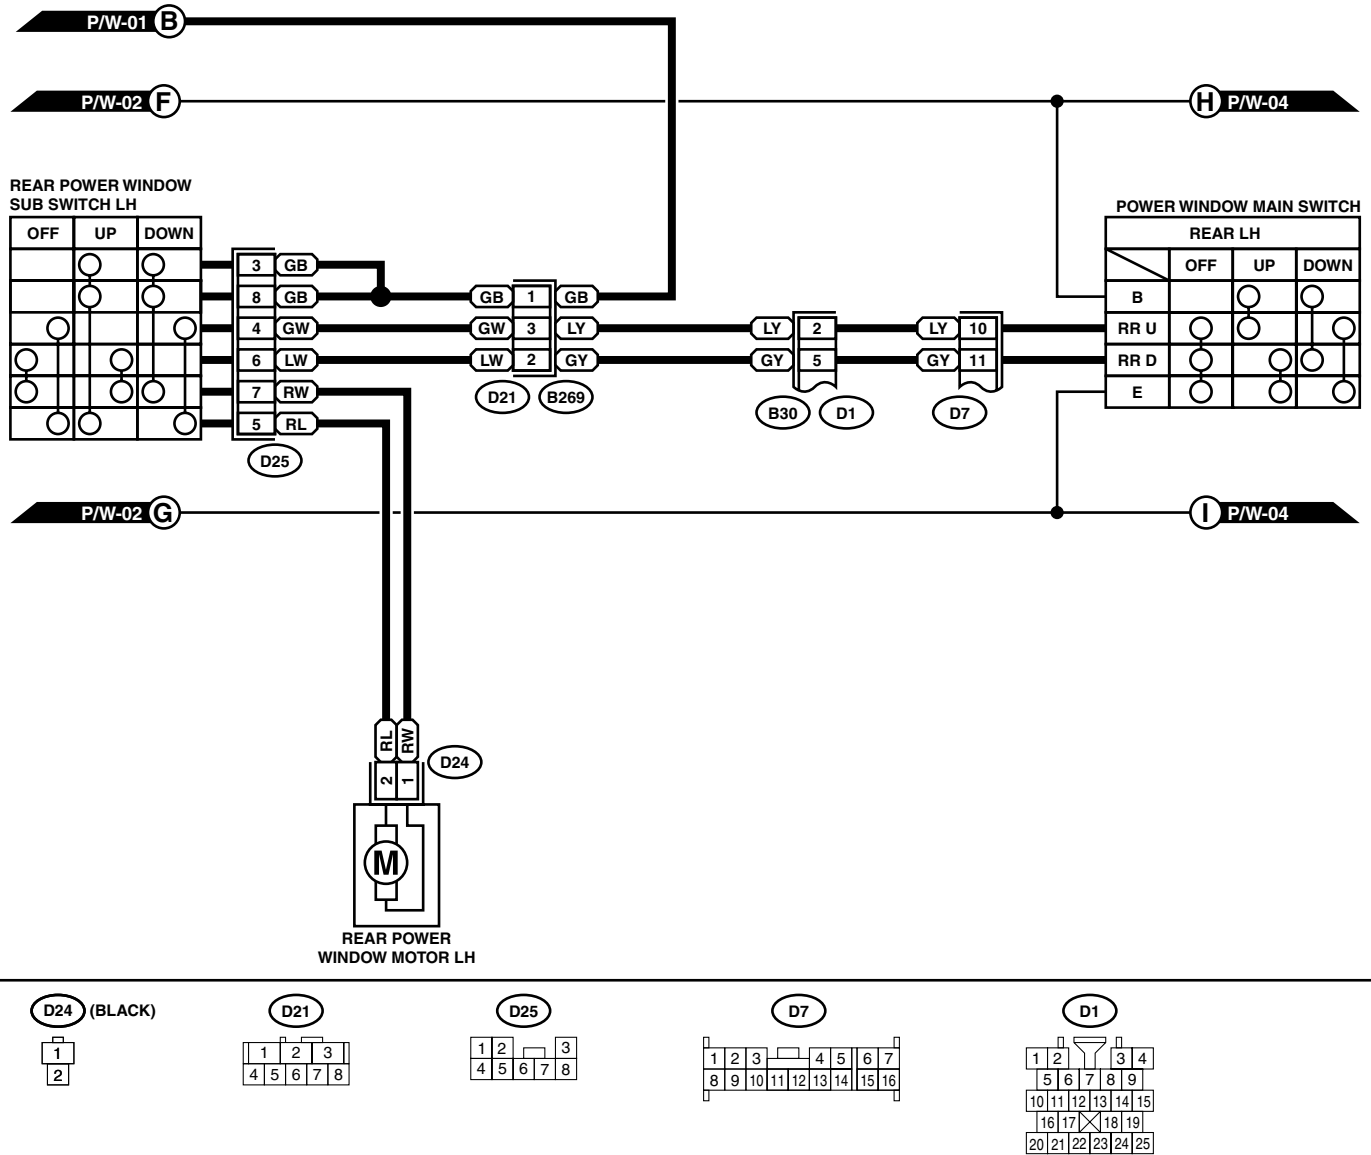 P/W-01 B
P/W-02 F
H P/W-04
REAR POWER WINDOW
SUB SWITCH LH
OFF UP DOWN
POWER WINDOW MAIN SWITCH
REAR LH
OFF UP DOWN
3 GB
8 GB GB 1 GB B
4 GW GW 3 LY LY 2 LY 10 RR U
6 LW LW 2 GY GY 5 GY 11 RR D
7 RW D21 B269 E
B30 D1 D7
5 RL
D25
P/W-02 G
I P/W-04
RL RW
D24
2 1
M
REAR POWER
WINDOW MOTOR LH
D24 (BLACK) D21 D25 D7 D1
1
2
1 2 3
4 5 6 7 8
1 2 3
4 5 6 7 8
1 2 3 4 5 6 7
8 9 10 11 12 13 14 15 16
1 2 3 4
5 6 7 8 9
10 11 12 13 14 15
16 17 18 19
20 21 22 23 24 25